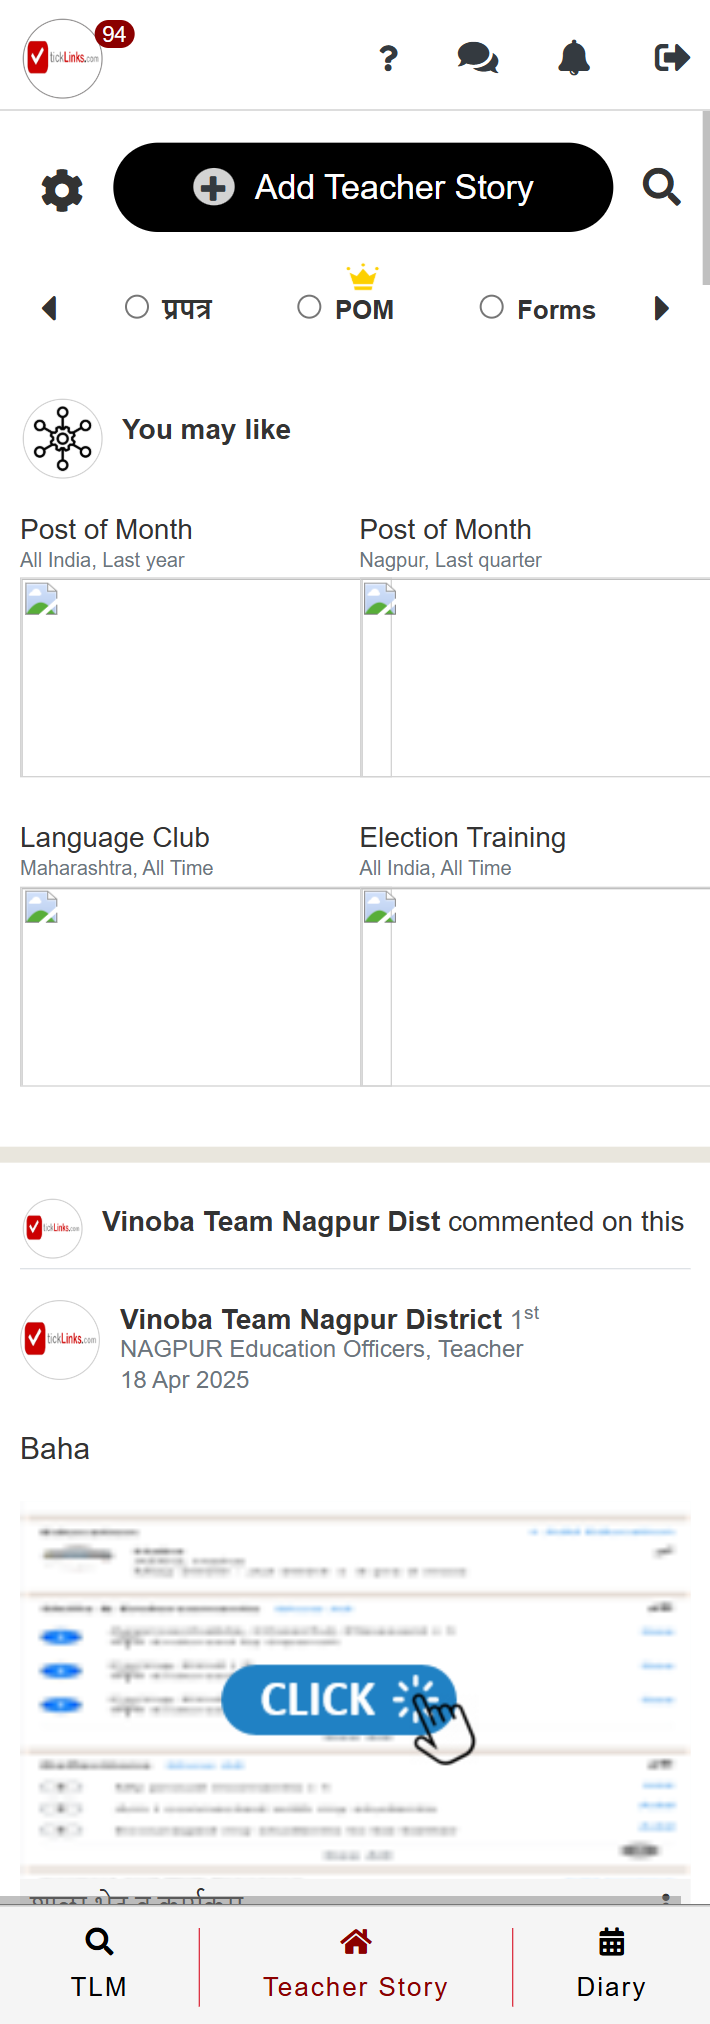 94
tickLinks.com
?
Add Teacher Story
प्रपत्र
POM
Forms
You may like
Post of Month
All India, Last year
Post of Month
Nagpur, Last quarter
Language Club
Maharashtra, All Time
Election Training
All India, All Time
tickLinks.com
Vinoba Team Nagpur Dist commented on this
tickLinks.com
Vinoba Team Nagpur District 1st
NAGPUR Education Officers, Teacher
18 Apr 2025
Baha
CLICK
शाळा भेट व कार्यक्रम
TLM
Teacher Story
Diary